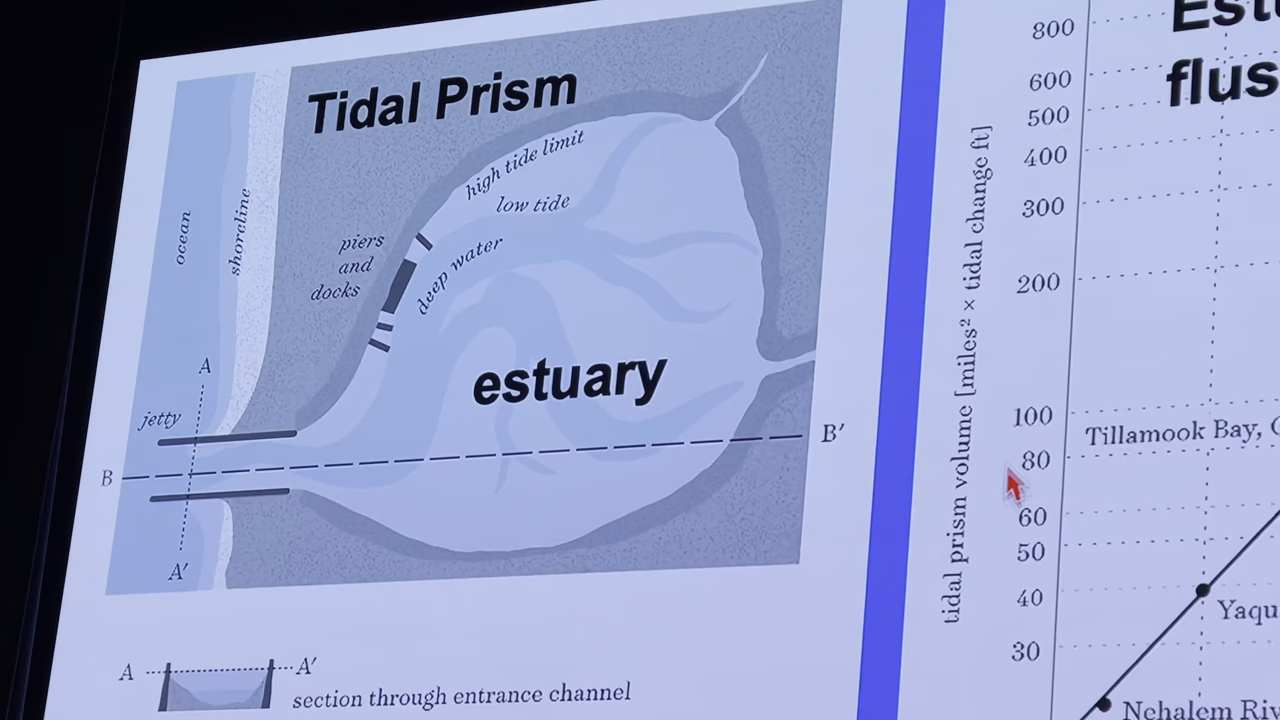 Tidal Prism
high tide limit
low tide
deep water
piers
and
docks
ocean
shoreline
estuary
A
jetty
B
B′
A′
A
A′
section through entrance channel
flus
tidal prism volume [miles² × tidal change ft]
800
600
500
400
300
200
100
80
60
50
40
30
Tillamook Bay,
Yaqu
Nehalem Riv